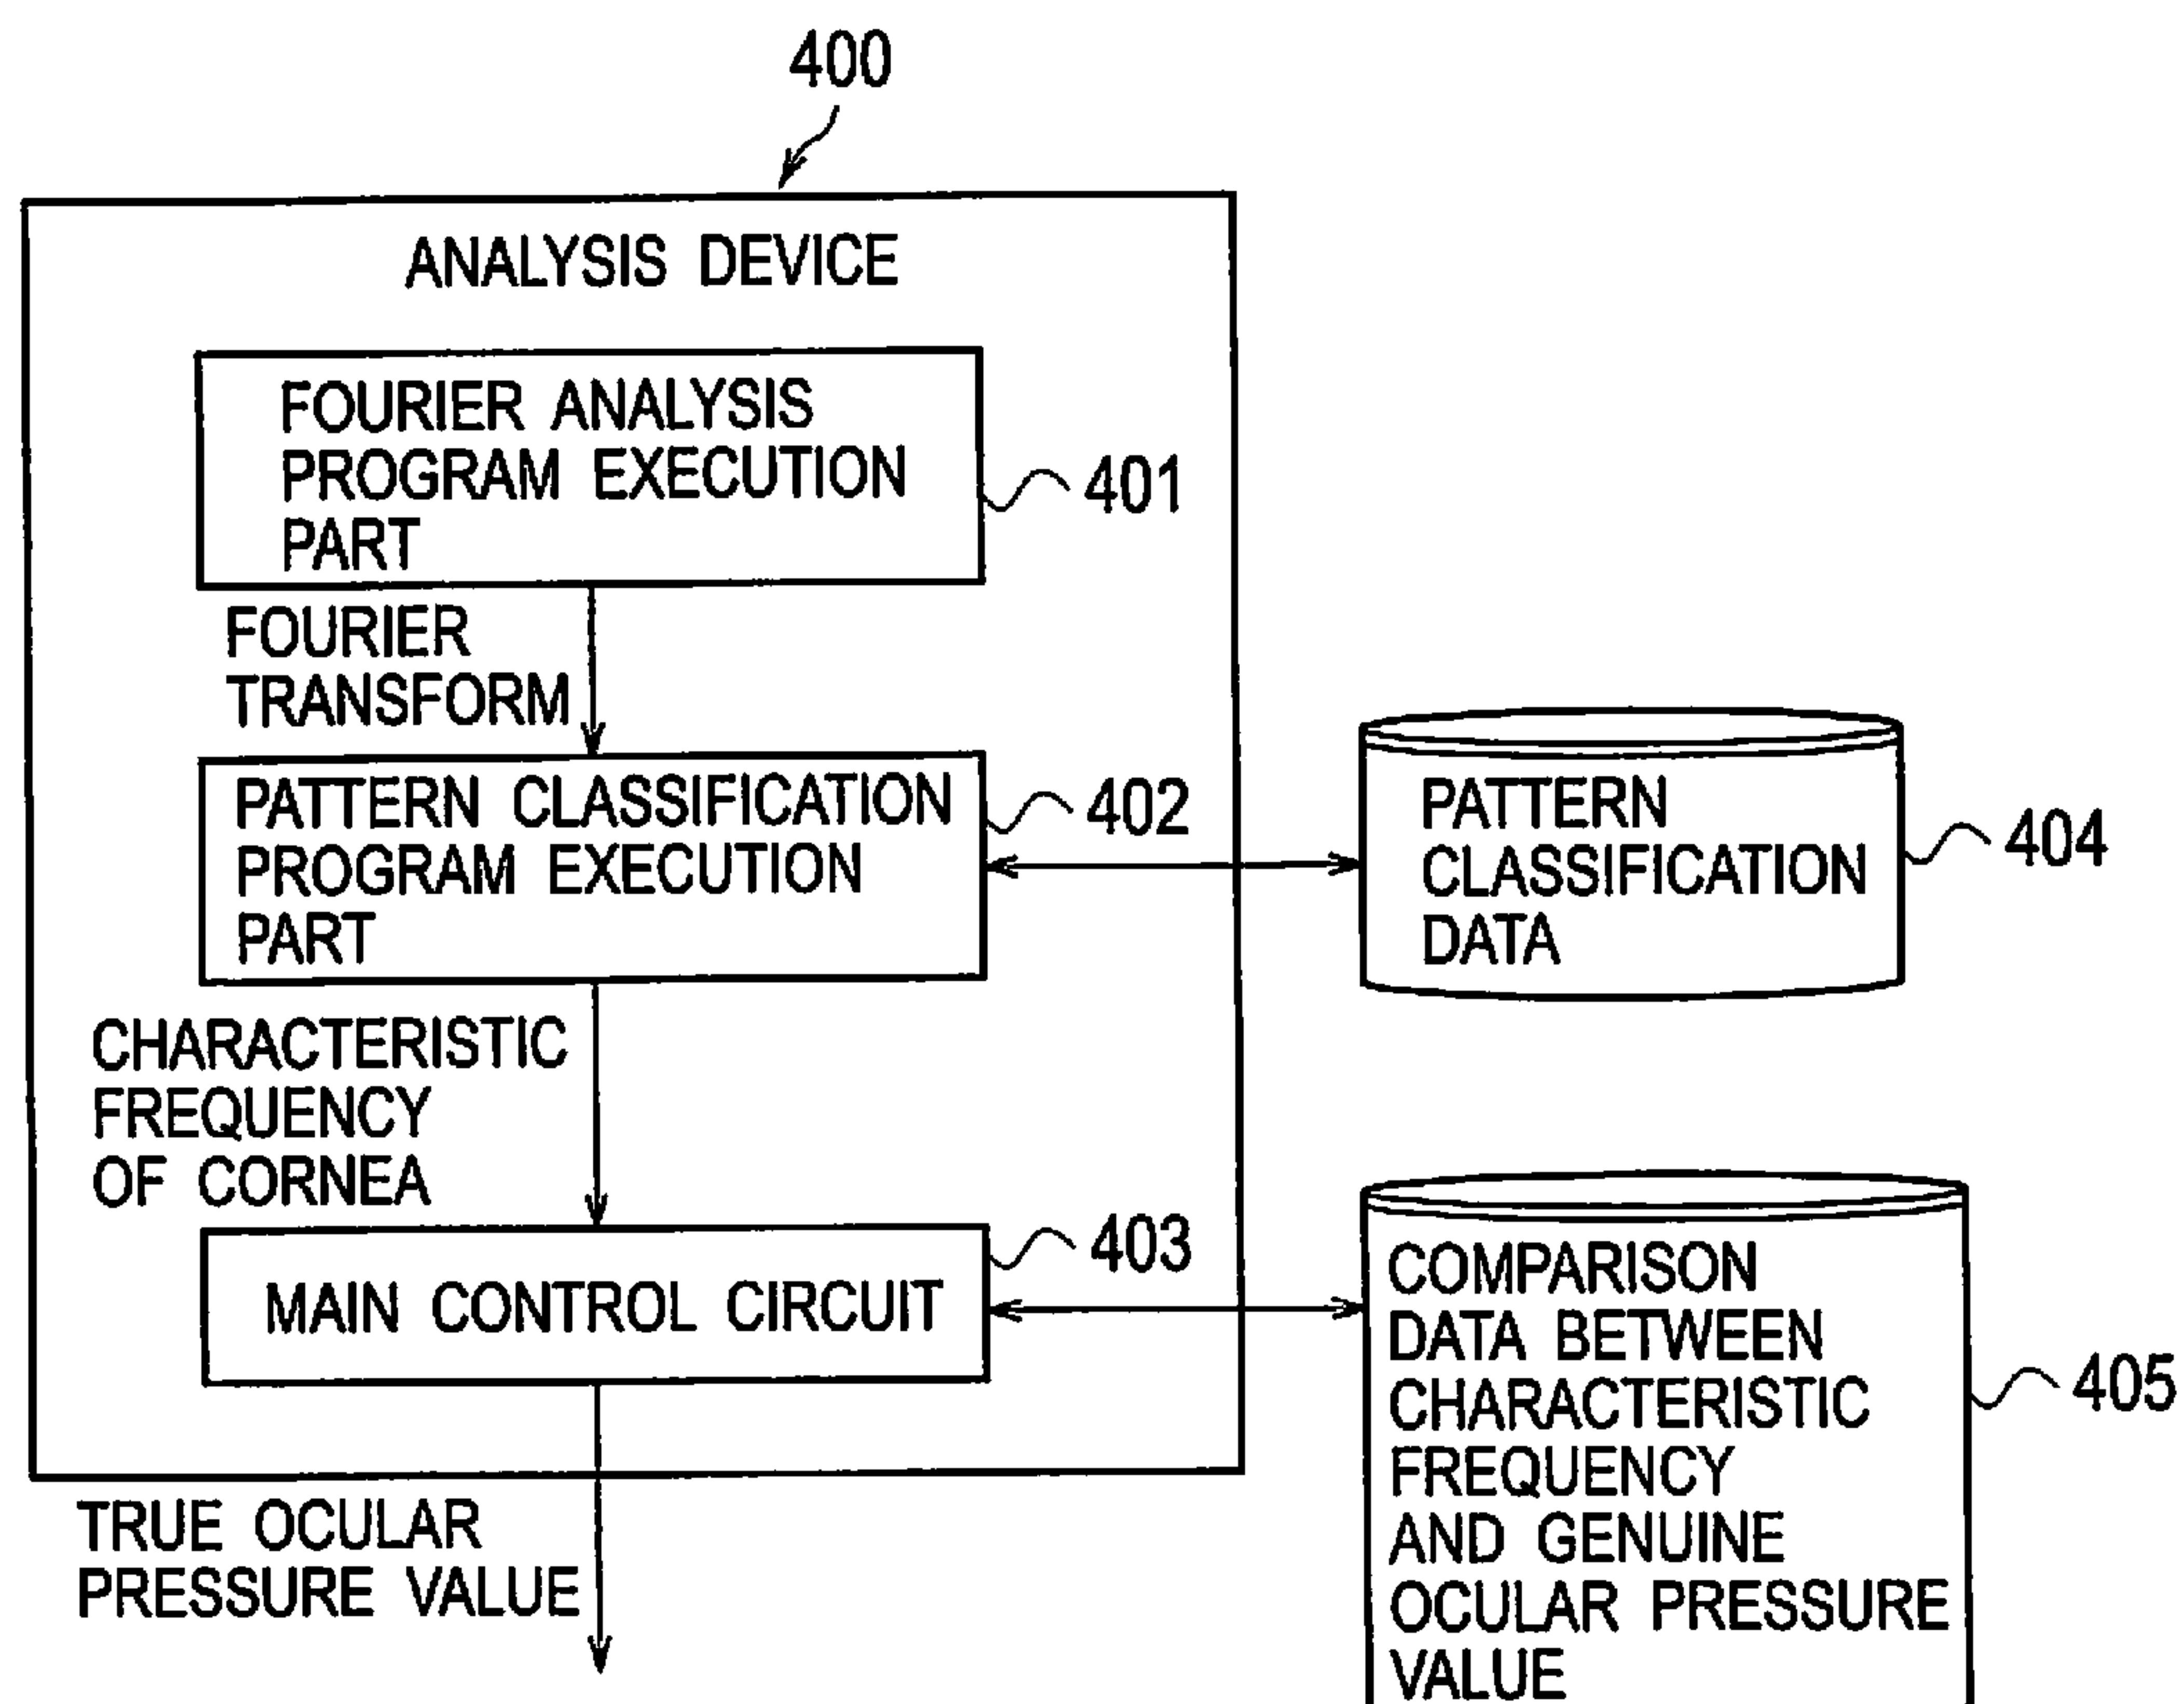 400
ANALYSIS DEVICE
FOURIER ANALYSIS
PROGRAM EXECUTION
PART
401
FOURIER
TRANSFORM
PATTERN CLASSIFICATION
PROGRAM EXECUTION
PART
402
PATTERN
CLASSIFICATION
DATA
404
CHARACTERISTIC
FREQUENCY
OF CORNEA
MAIN CONTROL CIRCUIT
403
COMPARISON
DATA BETWEEN
CHARACTERISTIC
FREQUENCY
AND GENUINE
OCULAR PRESSURE
VALUE
405
TRUE OCULAR
PRESSURE VALUE